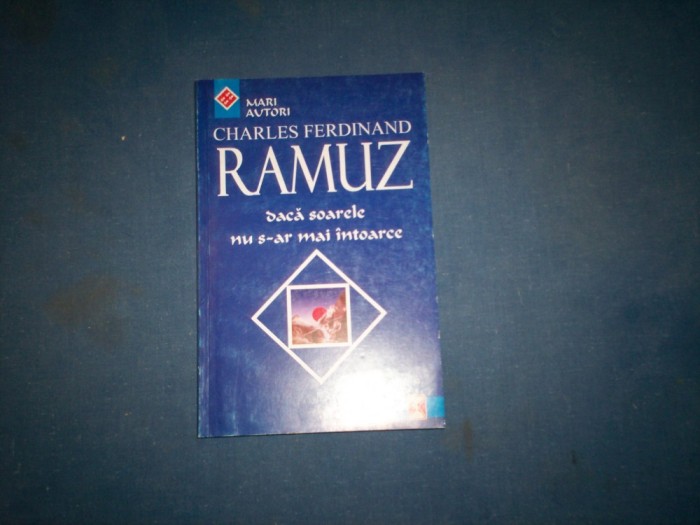 MARI
AUTORI
CHARLES FERDINAND
RAMUZ
dacă soarele
nu s-ar mai întoarce